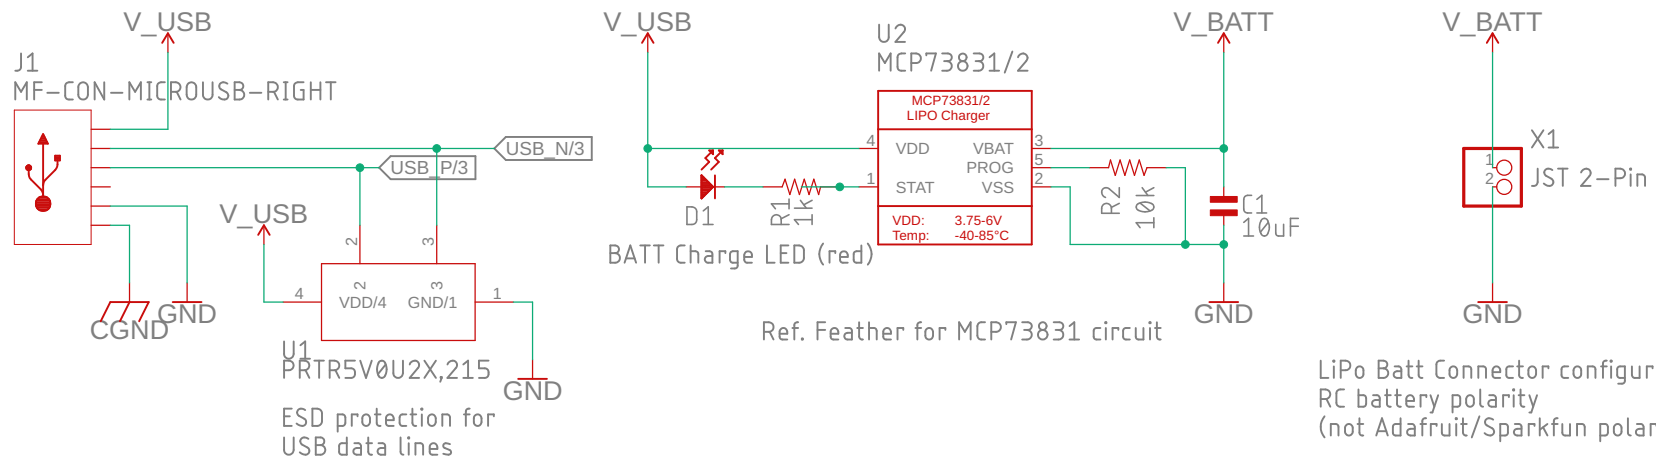 V_USB
J1
MF-CON-MICROUSB-RIGHT
USB_N/3
USB_P/3
V_USB
2
3
4
2
3
1
VDD/4
GND/1
CGND
GND
U1
PRTR5V0U2X,215
GND
ESD protection for
USB data lines
V_USB
U2
MCP73831/2
MCP73831/2
LIPO Charger
4
VDD
VBAT
3
PROG
5
1
STAT
VSS
2
VDD: 3.75-6V
Temp: -40-85°C
D1
R1
1k
BATT Charge LED (red)
R2
10k
V_BATT
C1
10uF
GND
Ref. Feather for MCP73831 circuit
V_BATT
X1
1
2
JST 2-Pin
GND
LiPo Batt Connector configur
RC battery polarity
(not Adafruit/Sparkfun polar